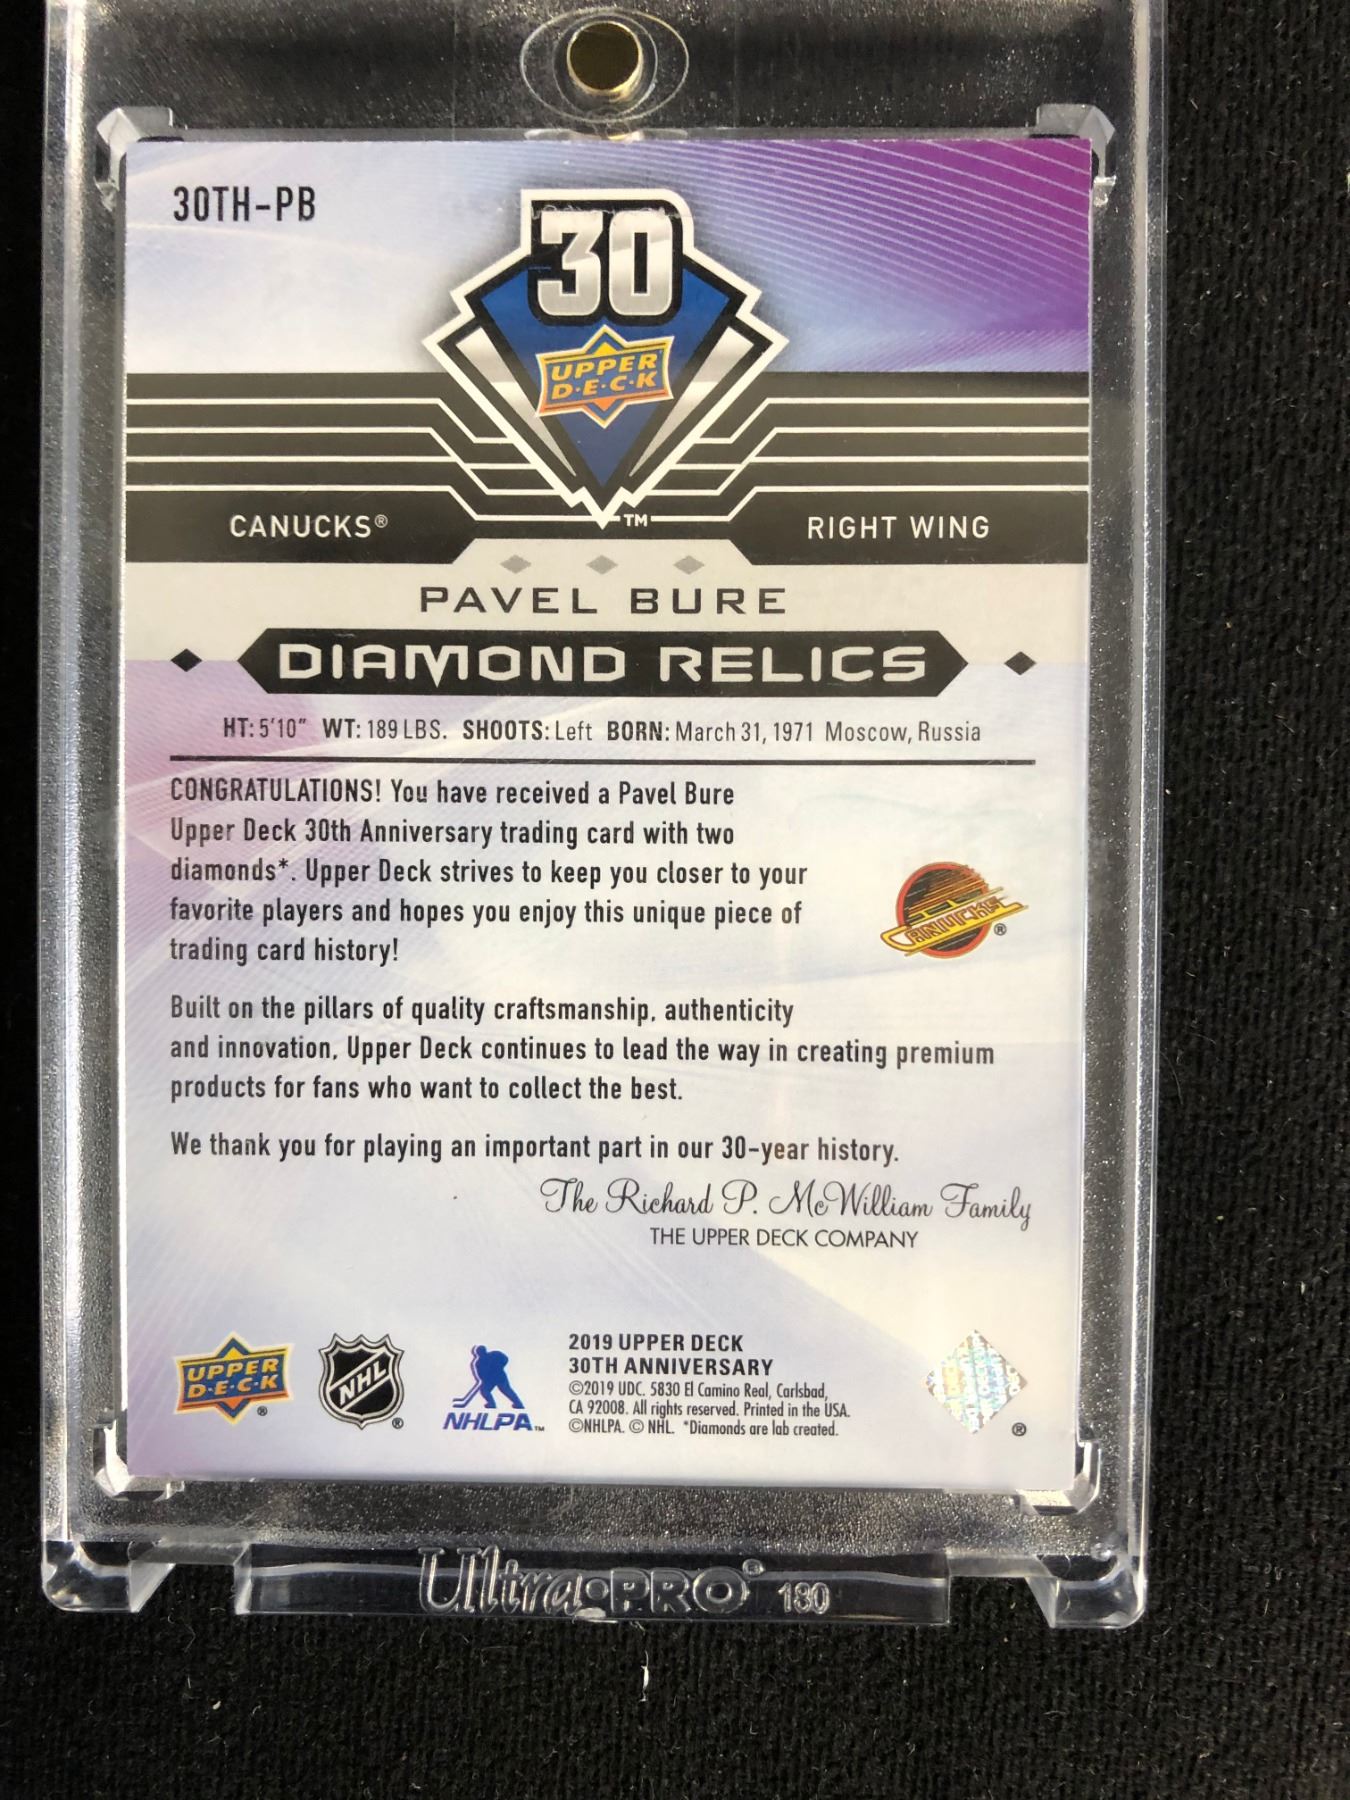 30TH-PB
30
UPPER
D·E·C·K
TM
CANUCKS®
RIGHT WING
PAVEL BURE
DIAMOND RELICS
HT: 5'10" WT: 189 LBS. SHOOTS: Left BORN: March 31, 1971 Moscow, Russia
CONGRATULATIONS! You have received a Pavel Bure
Upper Deck 30th Anniversary trading card with two
diamonds*. Upper Deck strives to keep you closer to your
favorite players and hopes you enjoy this unique piece of
trading card history!
CANUCKS
®
Built on the pillars of quality craftsmanship, authenticity
and innovation, Upper Deck continues to lead the way in creating premium
products for fans who want to collect the best.
We thank you for playing an important part in our 30-year history.
The Richard P. McWilliam Family
THE UPPER DECK COMPANY
UPPER
D·E·C·K
®
NHL
®
NHLPA™
2019 UPPER DECK
30TH ANNIVERSARY
©2019 UDC. 5830 El Camino Real, Carlsbad,
CA 92008. All rights reserved. Printed in the USA.
©NHLPA. © NHL. *Diamonds are lab created.
®
Ultra•PRO® 180